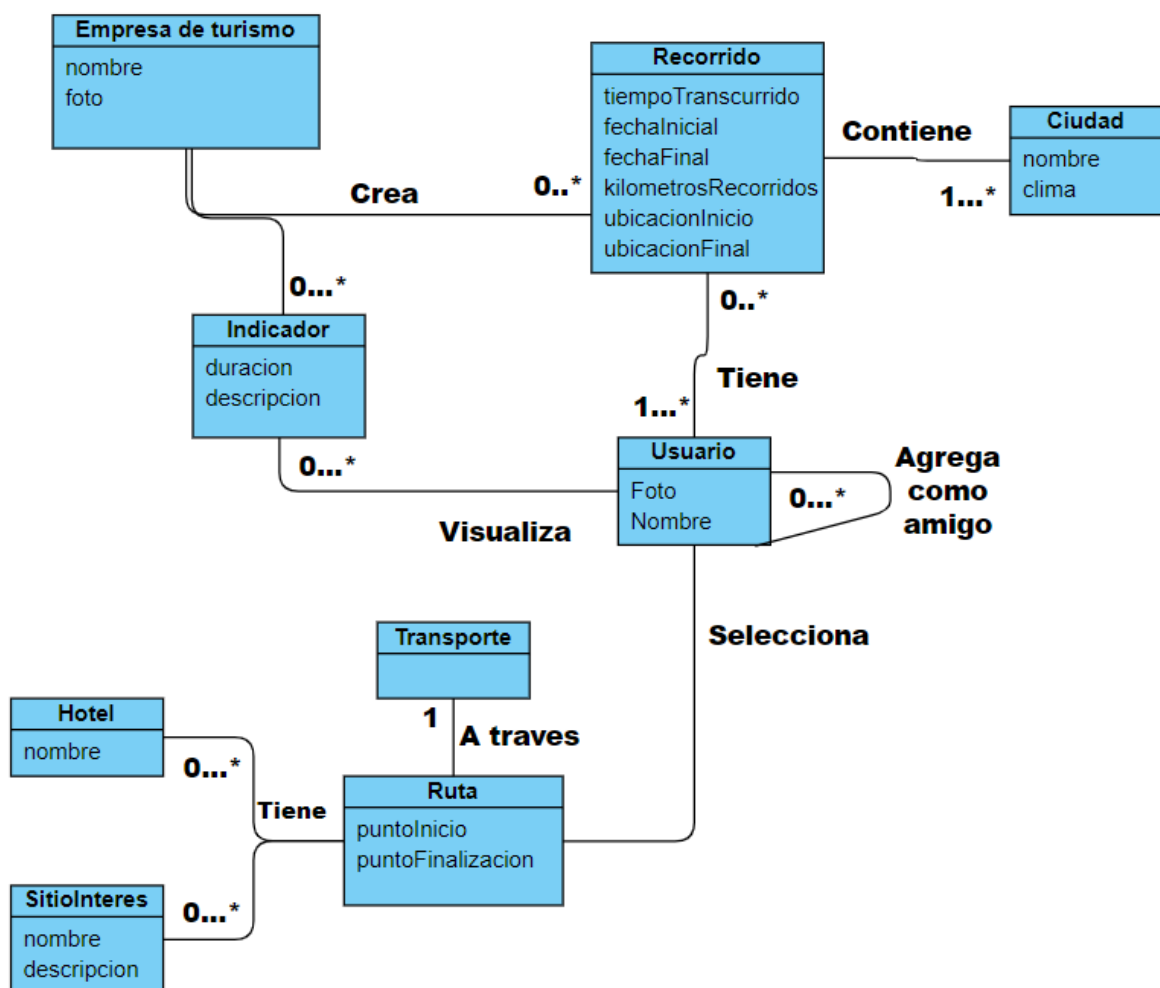 Empresa de turismo
nombre
foto
Recorrido
tiempoTranscurrido
fechaInicial
fechaFinal
kilometrosRecorridos
ubicacionInicio
ubicacionFinal
Contiene
1...*
Ciudad
nombre
clima
Crea
0..*
0...*
Indicador
duracion
descripcion
0...*
0..*
Tiene
1...*
Usuario
Foto
Nombre
0...*
Agrega
como
amigo
Visualiza
Selecciona
Transporte
1
A traves
Hotel
nombre
0...*
Tiene
Ruta
puntoInicio
puntoFinalizacion
SitioInteres
nombre
descripcion
0...*